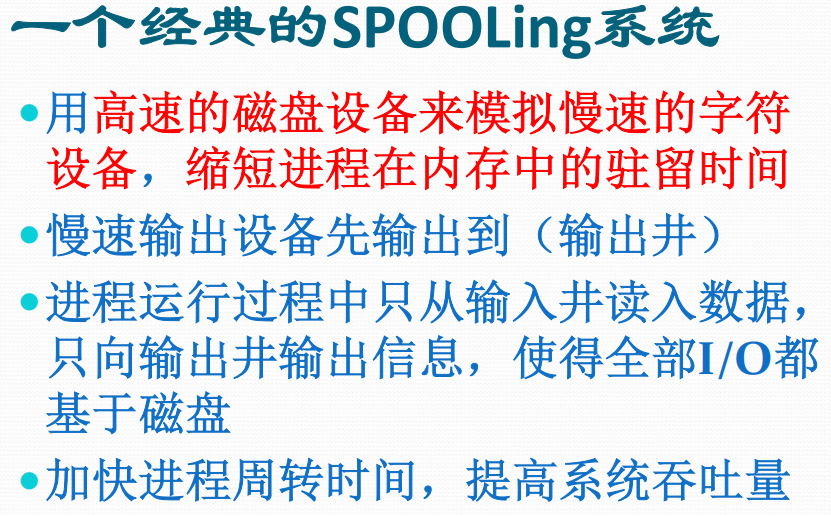 一个经典的SPOOLing系统
•用高速的磁盘设备来模拟慢速的字符
设备，缩短进程在内存中的驻留时间
•慢速输出设备先输出到（输出井）
•进程运行过程中只从输入井读入数据，
只向输出井输出信息，使得全部I/O都
基于磁盘
•加快进程周转时间，提高系统吞吐量